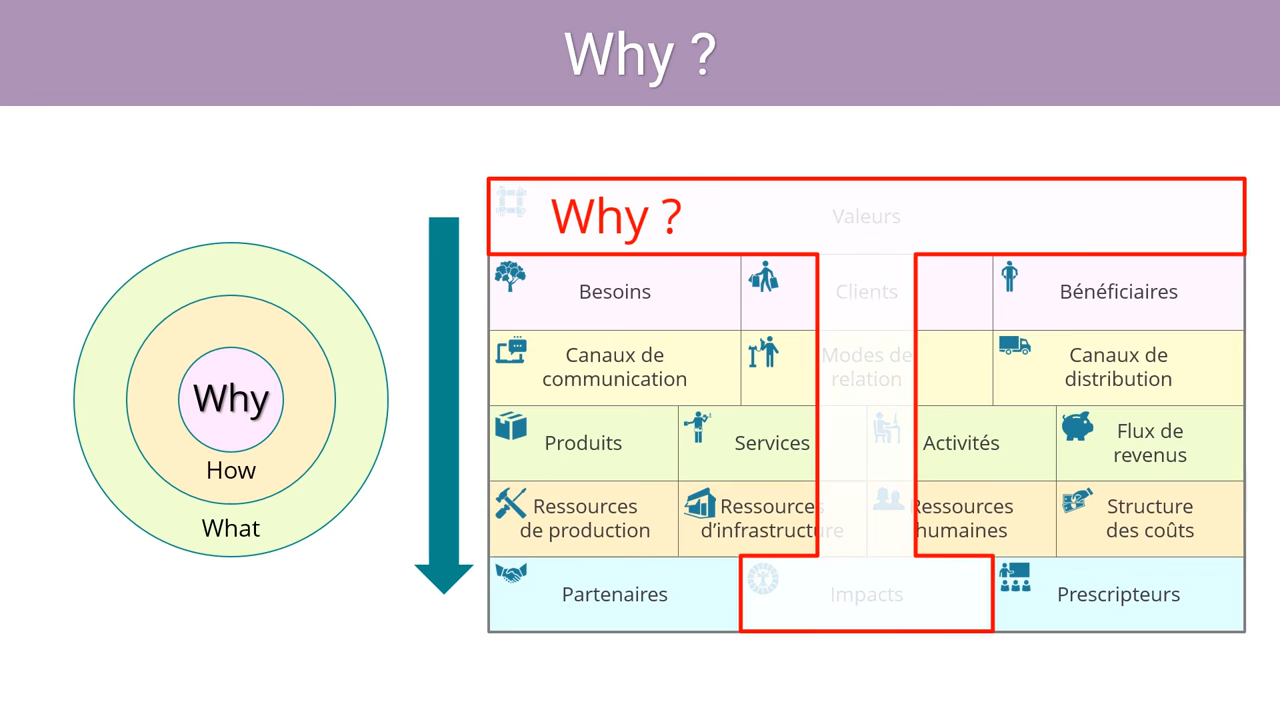 Why ?
Why
How
What
Why ?
Valeurs
Besoins
Clients
Bénéficiaires
Canaux de
communication
Modes de
relation
Canaux de
distribution
Produits
Services
Activités
Flux de
revenus
Ressources
de production
Ressources
d’infrastructure
Ressources
humaines
Structure
des coûts
Partenaires
Impacts
Prescripteurs